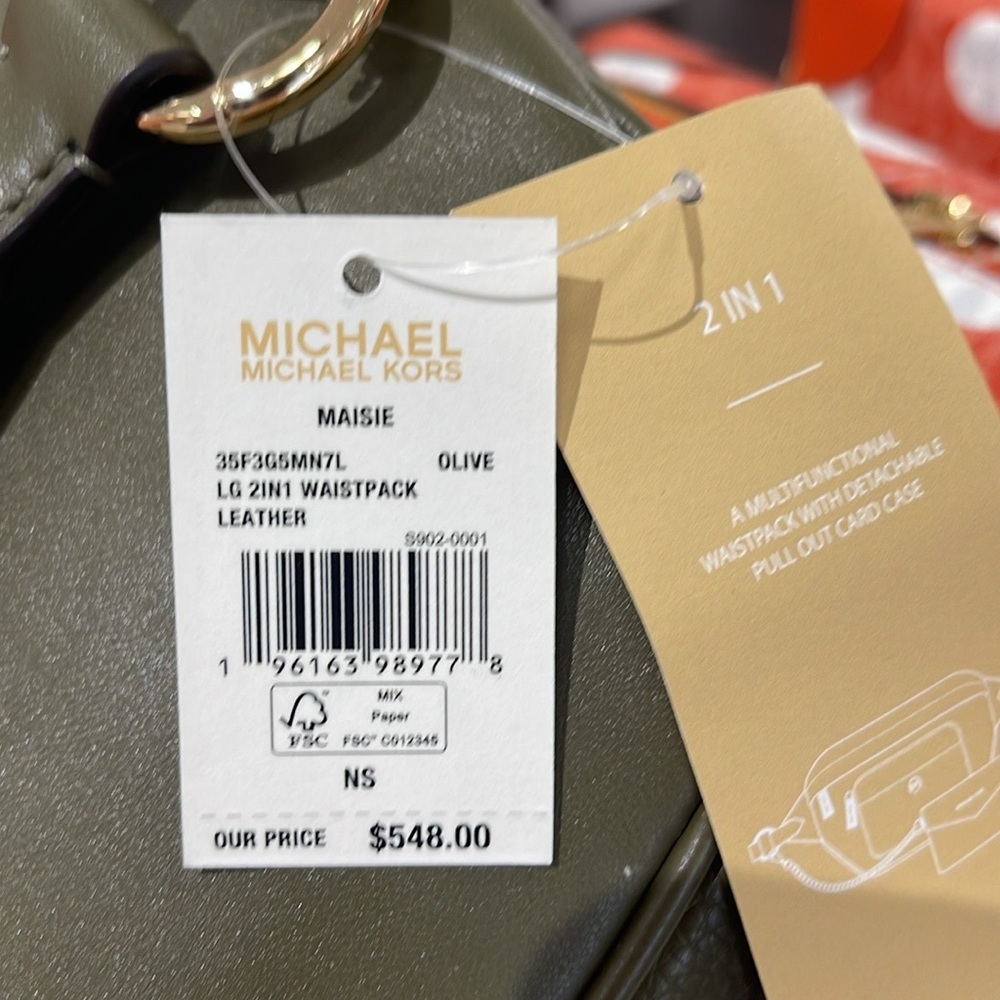 MICHAEL
MICHAEL KORS
MAISIE
35F3G5MN7L OLIVE
LG 2IN1 WAISTPACK
LEATHER
S902-0001
1 96163 98977 8
MIX
Paper
FSC FSC™ C012345
NS
OUR PRICE $548.00
2 IN 1
A MULTIFUNCTIONAL
WAISTPACK WITH DETACHABLE
PULL OUT CARD CASE